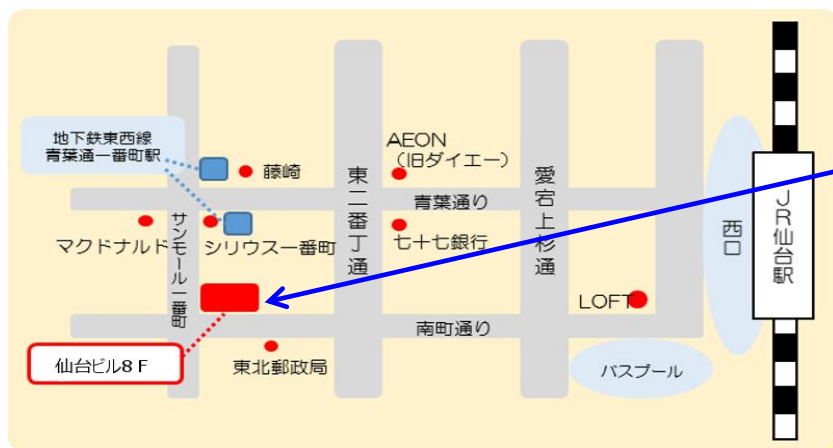 地下鉄東西線
青葉通一番町駅
藤崎
AEON
（旧ダイエー）
東二番丁通
愛宕上杉通
青葉通り
マクドナルド
サンモール一番町
シリウス一番町
七十七銀行
西口
JR仙台駅
LOFT
南町通り
仙台ビル8F
東北郵政局
バスプール